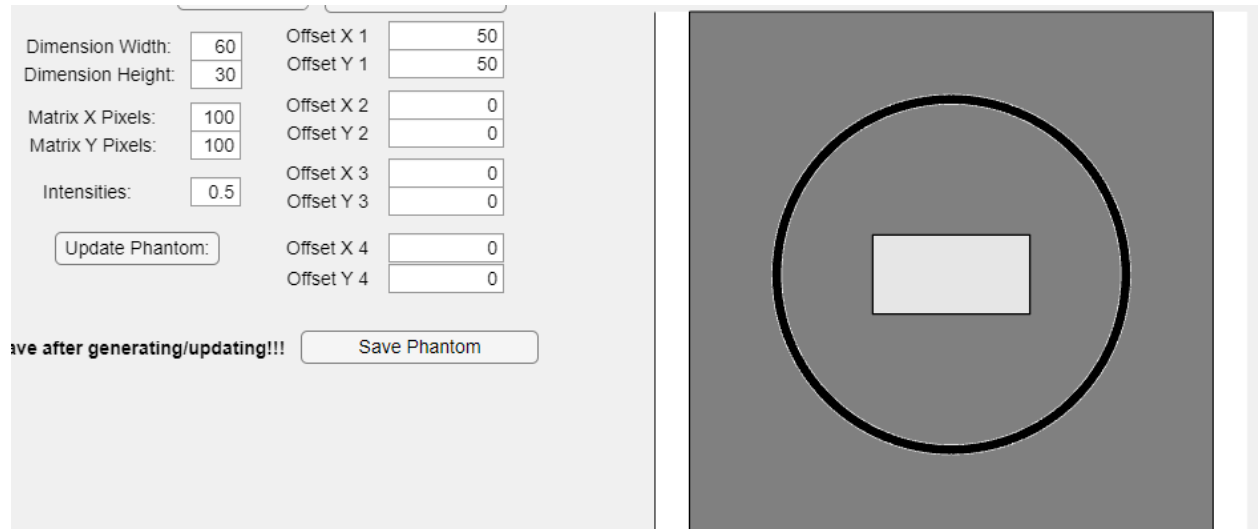 Dimension Width: 60
Dimension Height: 30
Matrix X Pixels: 100
Matrix Y Pixels: 100
Intensities: 0.5
Update Phantom:
Offset X 1 50
Offset Y 1 50
Offset X 2 0
Offset Y 2 0
Offset X 3 0
Offset Y 3 0
Offset X 4 0
Offset Y 4 0
after generating/updating!!! Save Phantom